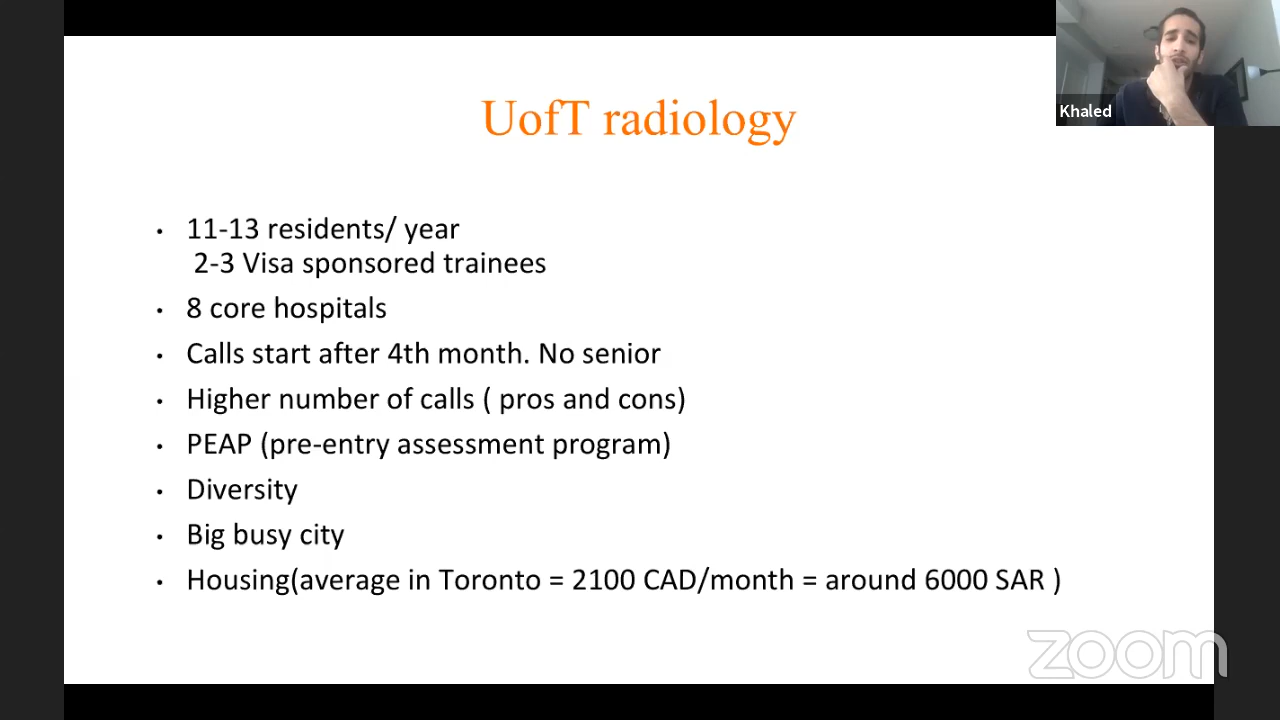 UofT radiology
Khaled
• 11-13 residents/ year
2-3 Visa sponsored trainees
• 8 core hospitals
• Calls start after 4th month. No senior
• Higher number of calls ( pros and cons)
• PEAP (pre-entry assessment program)
• Diversity
• Big busy city
• Housing(average in Toronto = 2100 CAD/month = around 6000 SAR )
zoom